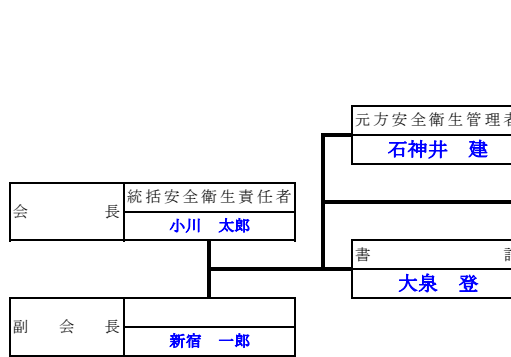 元方安全衛生管理者
石神井　建
統括安全衛生責任者
会　　　長
小川　太郎
書
大泉　登
副　会　長
新宿　一郎